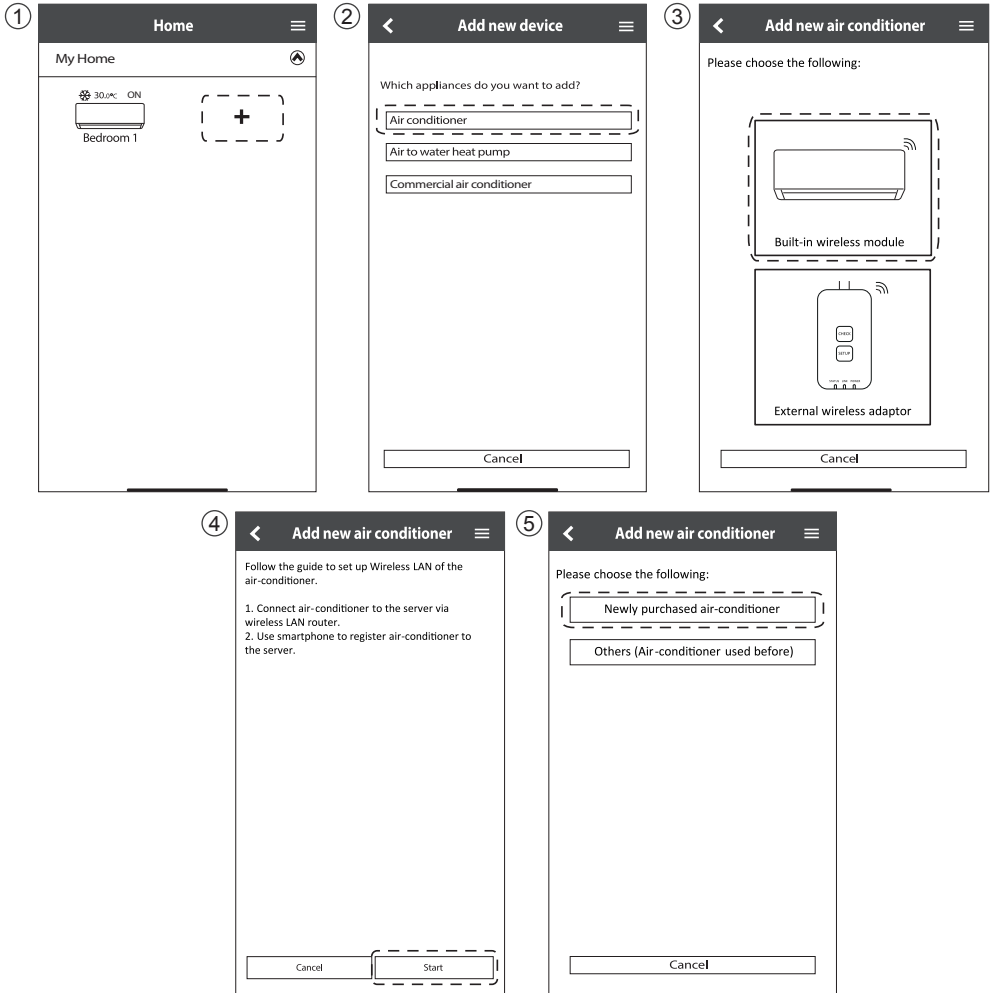 ①
Home
My Home
30.0°C ON
+
Bedroom 1
②
Add new device
Which appliances do you want to add?
Air conditioner
Air to water heat pump
Commercial air conditioner
Cancel
③
Add new air conditioner
Please choose the following:
Built-in wireless module
CHECK
SETUP
STATUS LINK POWER
External wireless adaptor
Cancel
④
Add new air conditioner
Follow the guide to set up Wireless LAN of the
air-conditioner.
1. Connect air-conditioner to the server via
wireless LAN router.
2. Use smartphone to register air-conditioner to
the server.
Cancel
Start
⑤
Add new air conditioner
Please choose the following:
Newly purchased air-conditioner
Others (Air-conditioner used before)
Cancel